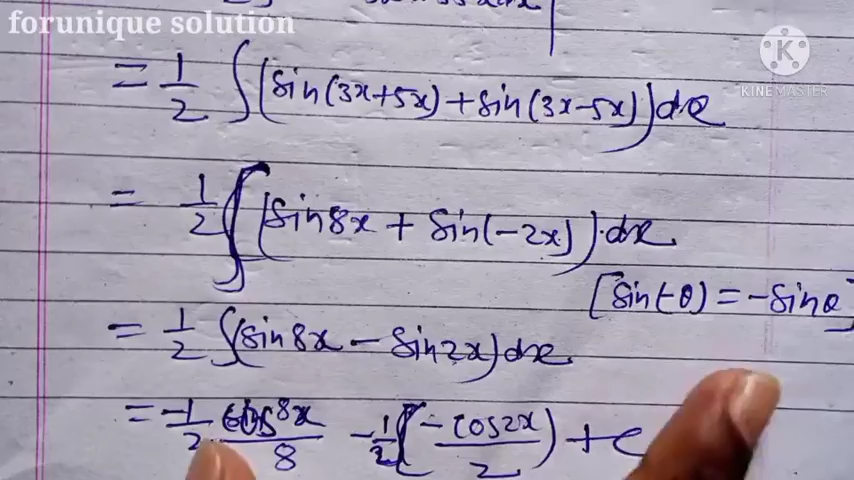 forunique solution
= 1/2 ∫(sin(3x+5x) + sin(3x-5x))dx
KINEMASTER
= 1/2 ∫(sin8x + sin(-2x))·dx
[sin(-θ) = -sinθ]
= 1/2 ∫(sin8x - sin2x)dx
= -1/2 cos8x/8 - 1/2(-cos2x/2) + c